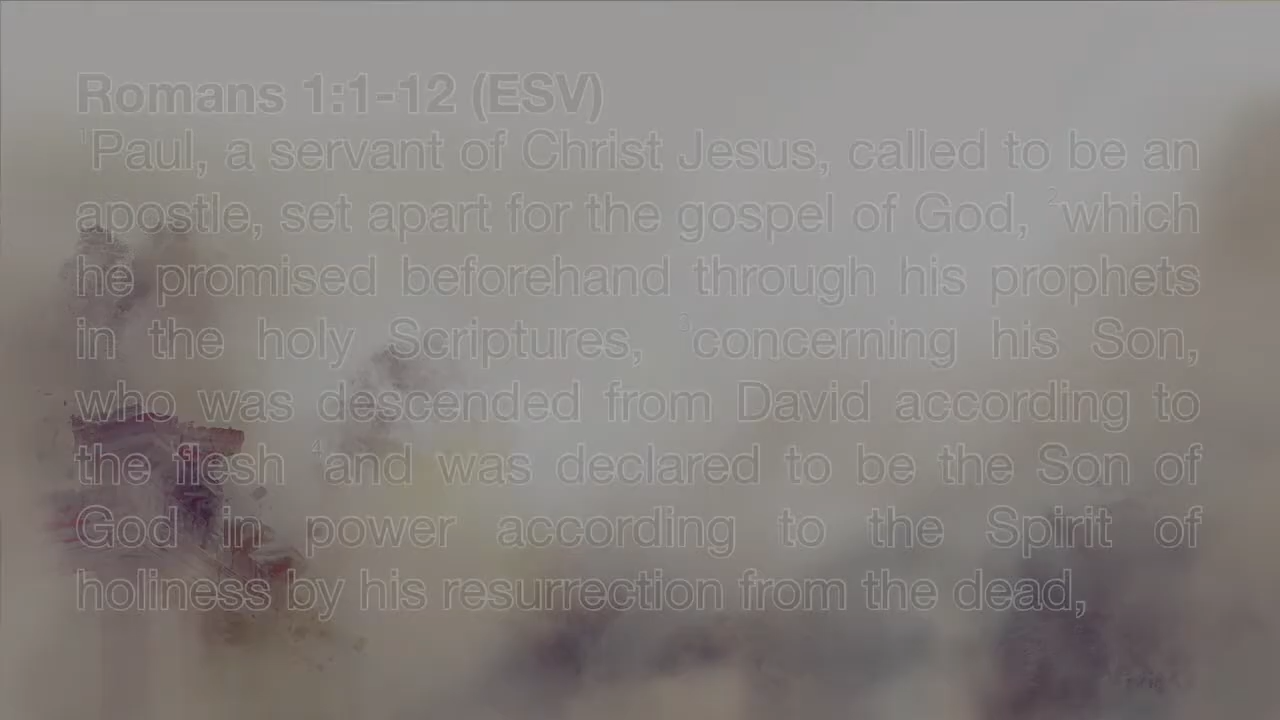 Romans 1:1-12 (ESV)
¹Paul, a servant of Christ Jesus, called to be an
apostle, set apart for the gospel of God, ²which
he promised beforehand through his prophets
in the holy Scriptures, ³concerning his Son,
who was descended from David according to
the flesh ⁴and was declared to be the Son of
God in power according to the Spirit of
holiness by his resurrection from the dead,